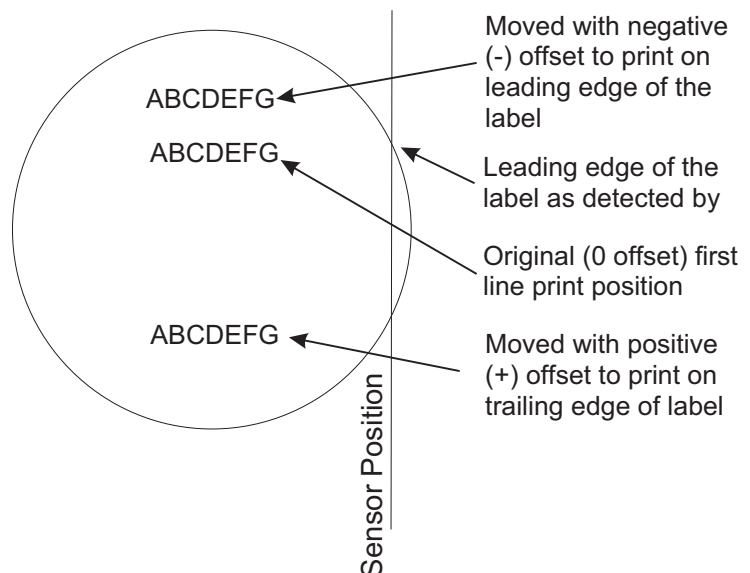 Moved with negative
(-) offset to print on
leading edge of the
label
ABCDEFG
ABCDEFG
Leading edge of the
label as detected by
Original (0 offset) first
line print position
ABCDEFG
Moved with positive
(+) offset to print on
trailing edge of label
Sensor Position